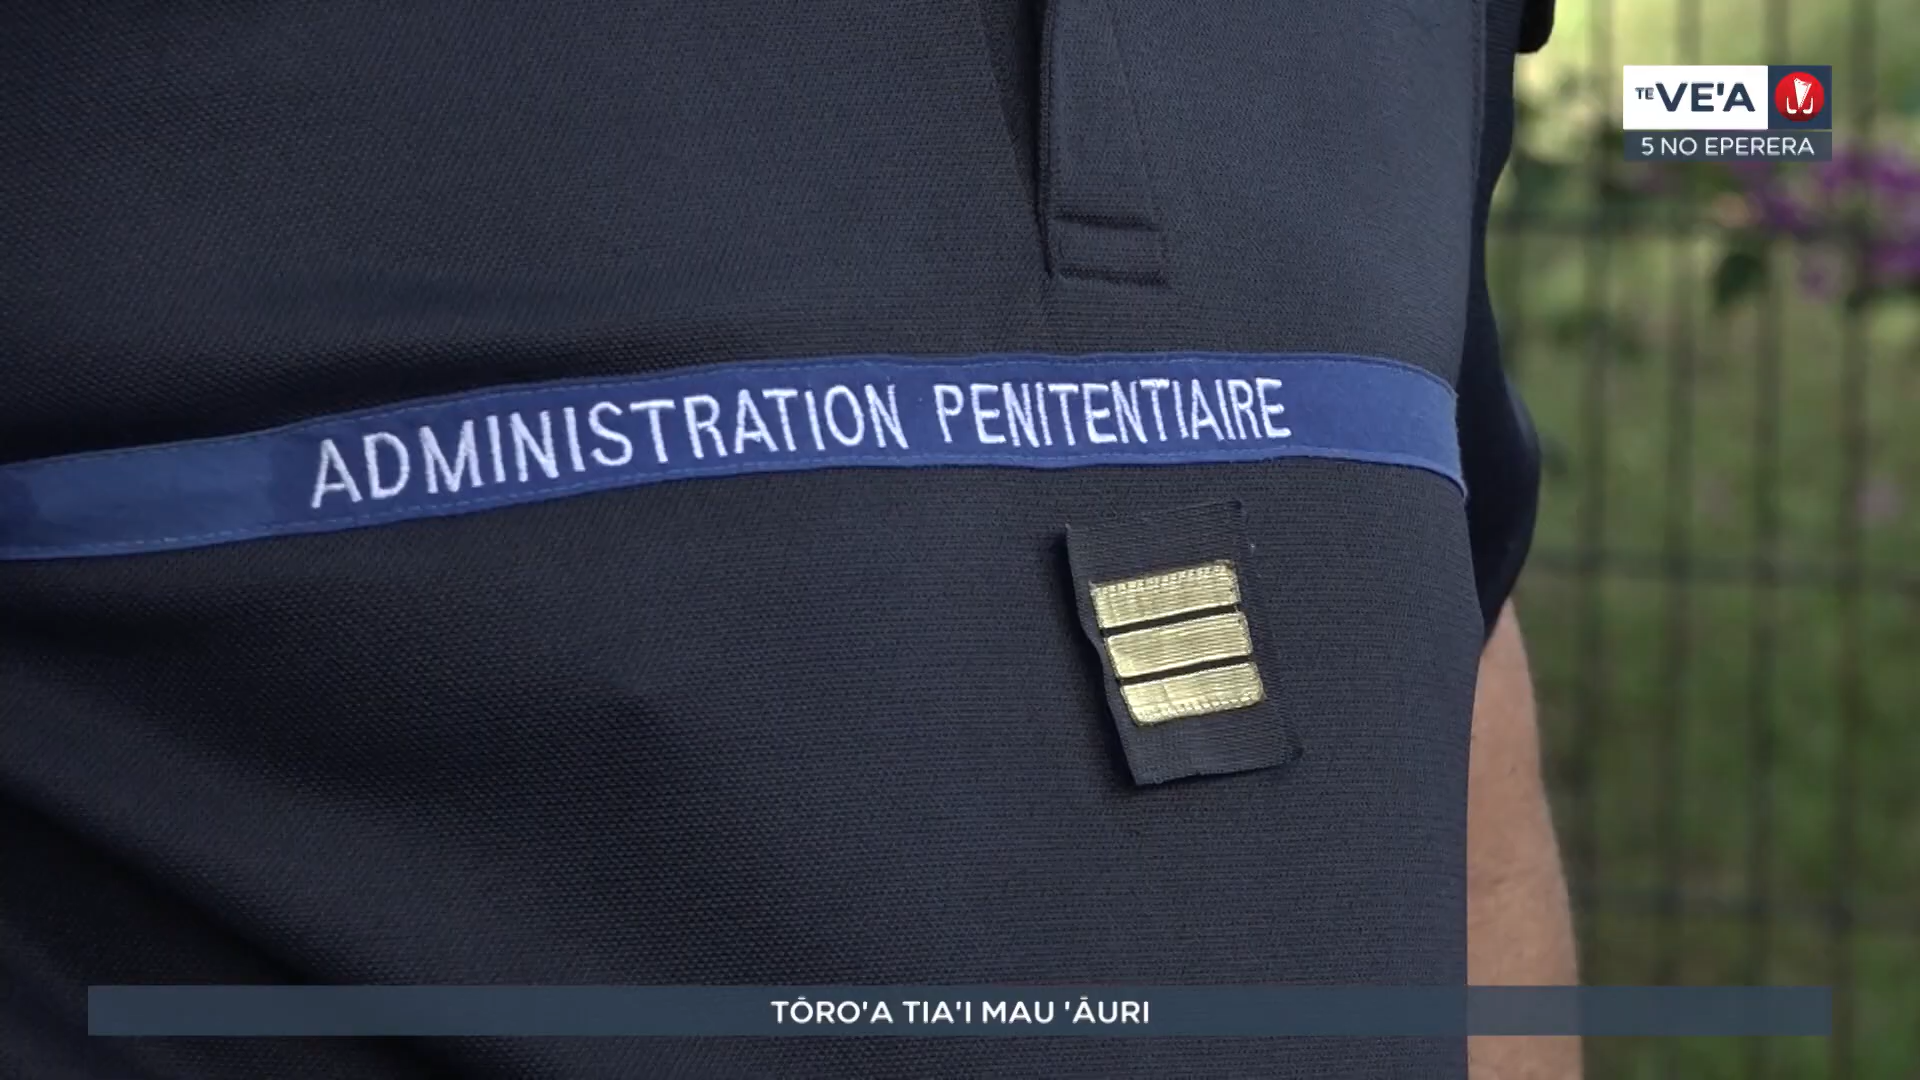 TE VE'A
5 NO EPERERA
ADMINISTRATION PENITENTIAIRE
TŌRO'A TIA'I MAU 'ĀURI